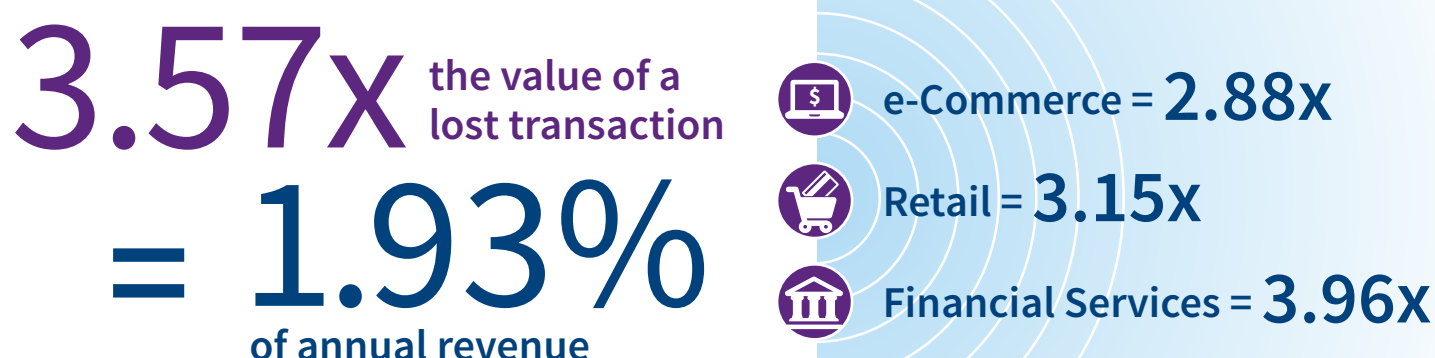 3.57x the value of a
lost transaction
= 1.93%
of annual revenue
$
e-Commerce = 2.88x
Retail = 3.15x
Financial Services = 3.96x